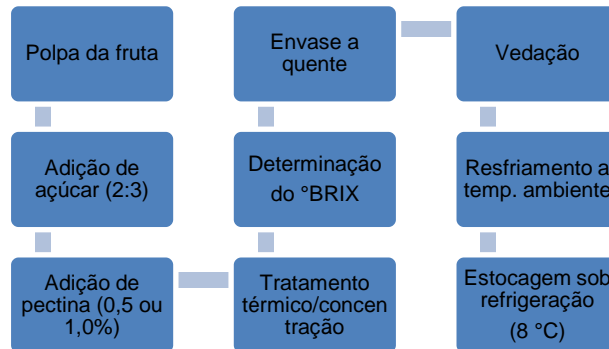 Polpa da fruta
Adição de
açúcar (2:3)
Adição de
pectina (0,5 ou
1,0%)
Tratamento
térmico/concen
tração
Determinação
do °BRIX
Envase a
quente
Vedação
Resfriamento a
temp. ambiente
Estocagem sob
refrigeração
(8 °C)